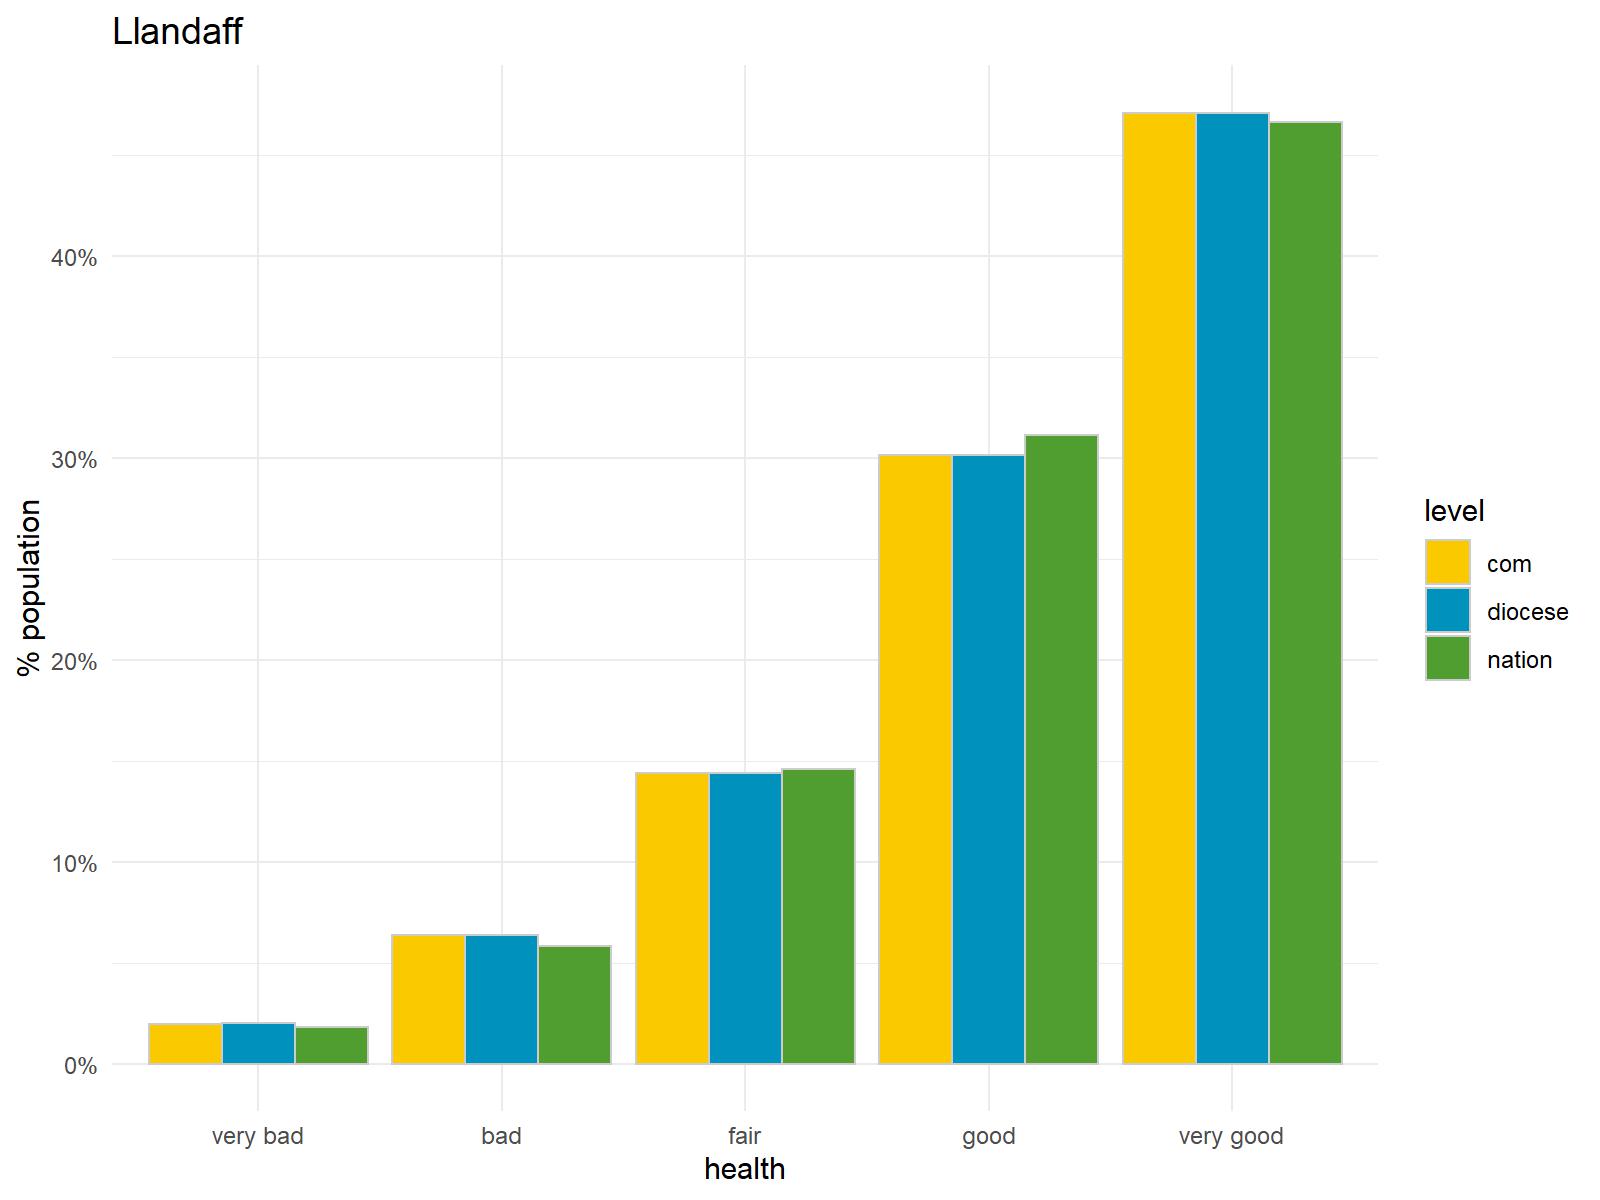 Llandaff
% population
40%
30%
20%
10%
0%
very bad
bad
fair
good
very good
health
level
com
diocese
nation